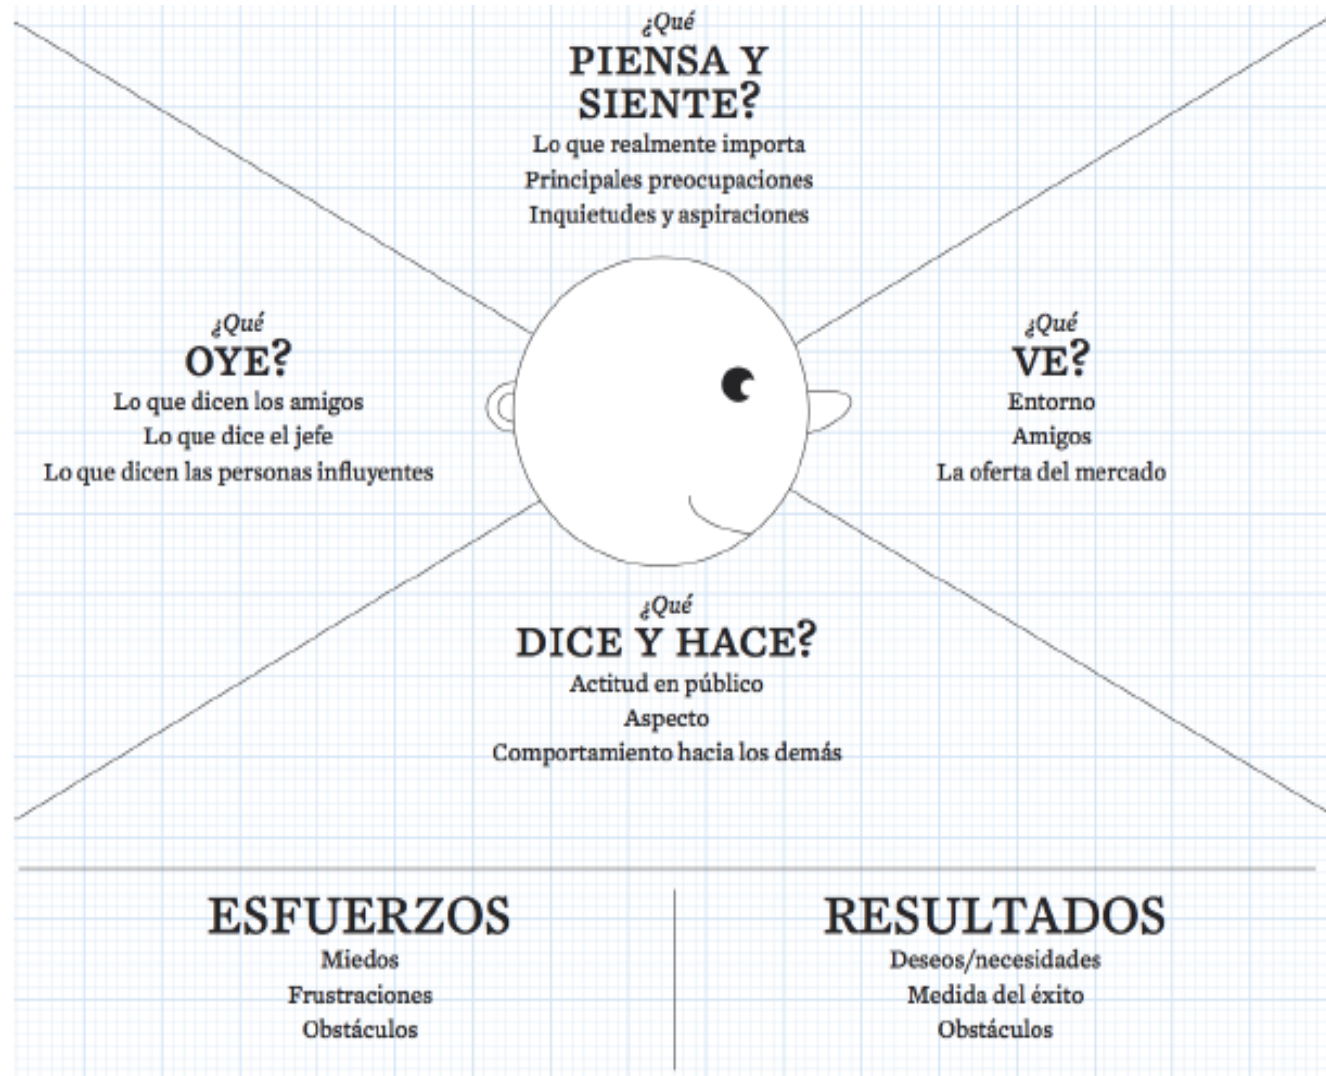 ¿Qué
PIENSA Y
SIENTE?
Lo que realmente importa
Principales preocupaciones
Inquietudes y aspiraciones
¿Qué
OYE?
Lo que dicen los amigos
Lo que dice el jefe
Lo que dicen las personas influyentes
¿Qué
VE?
Entorno
Amigos
La oferta del mercado
¿Qué
DICE Y HACE?
Actitud en público
Aspecto
Comportamiento hacia los demás
ESFUERZOS
Miedos
Frustraciones
Obstáculos
RESULTADOS
Deseos/necesidades
Medida del éxito
Obstáculos